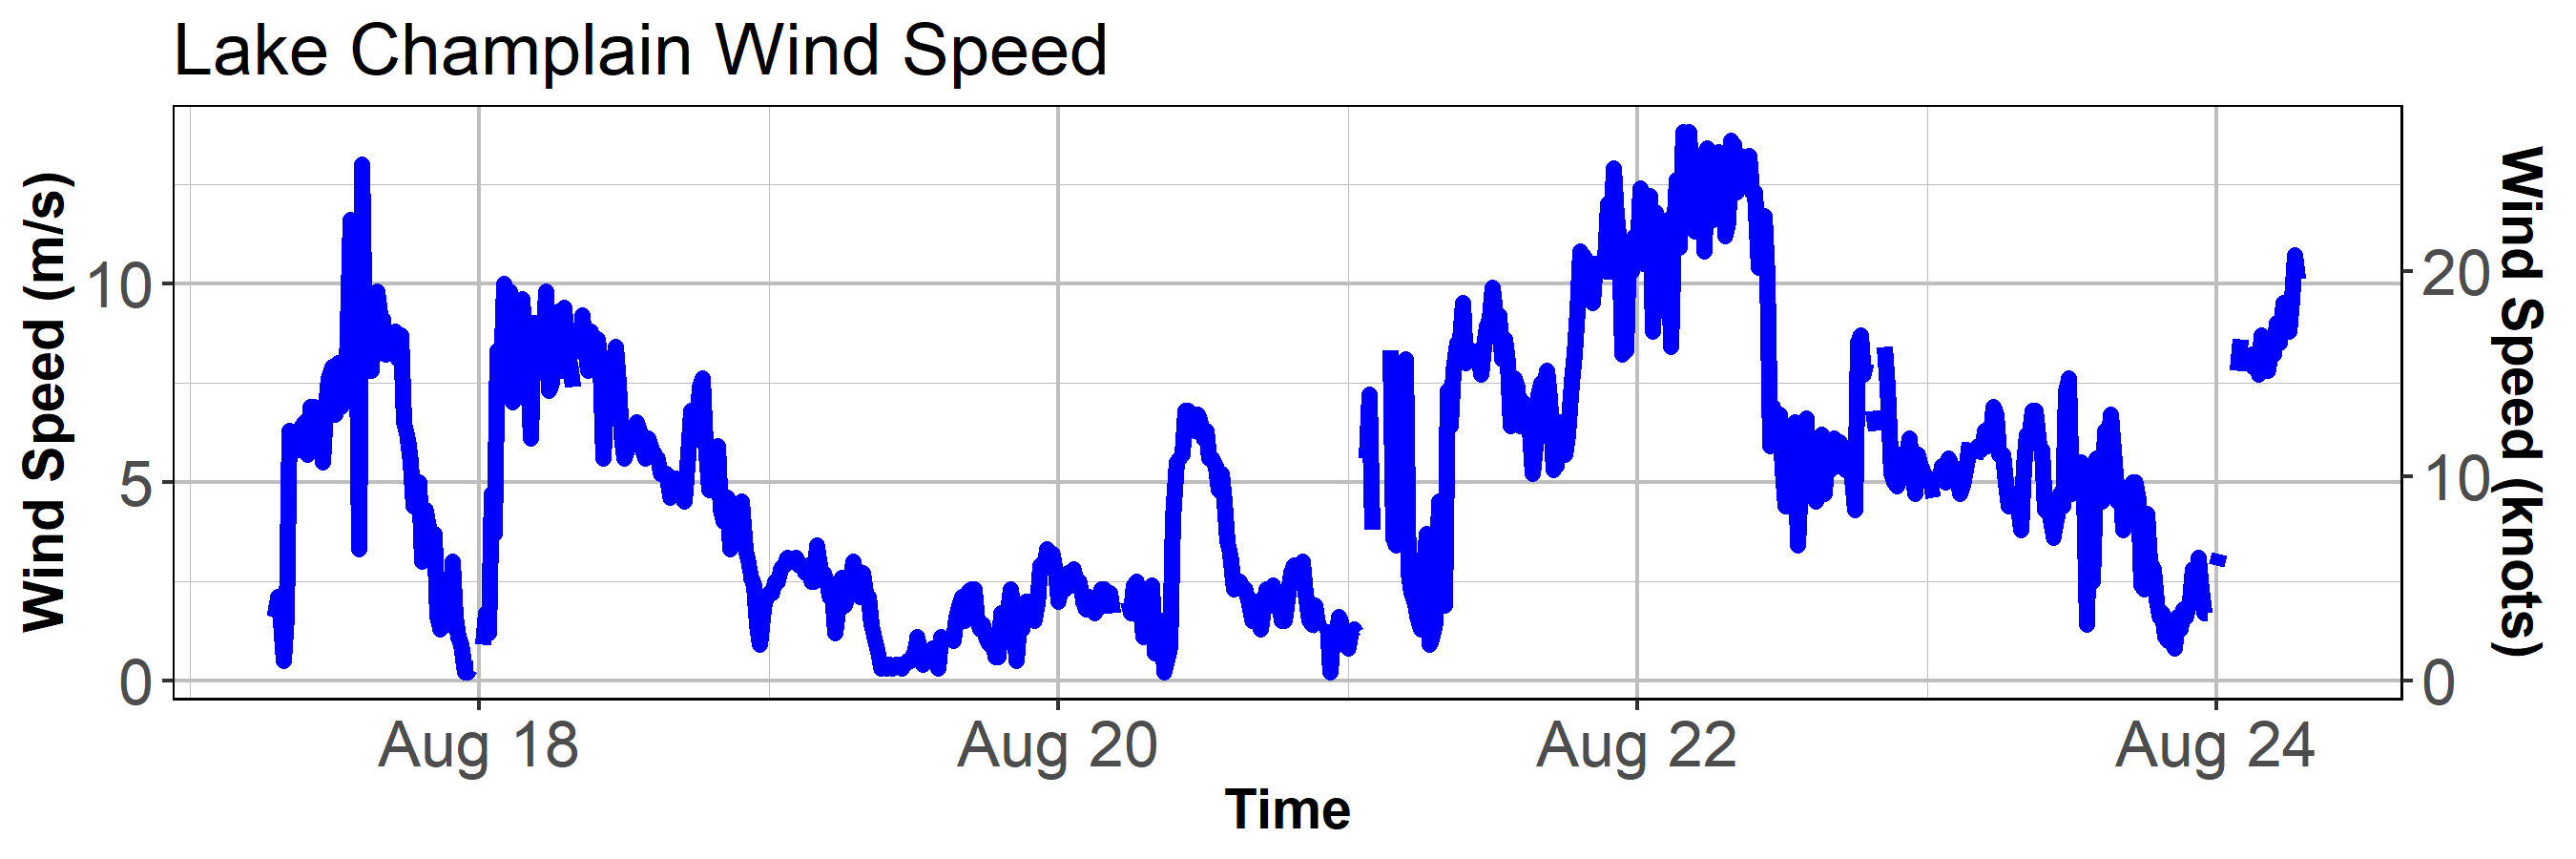 Lake Champlain Wind Speed
Wind Speed (m/s)
10
5
0
20
10
0
Wind Speed (knots)
Aug 18
Aug 20
Aug 22
Aug 24
Time